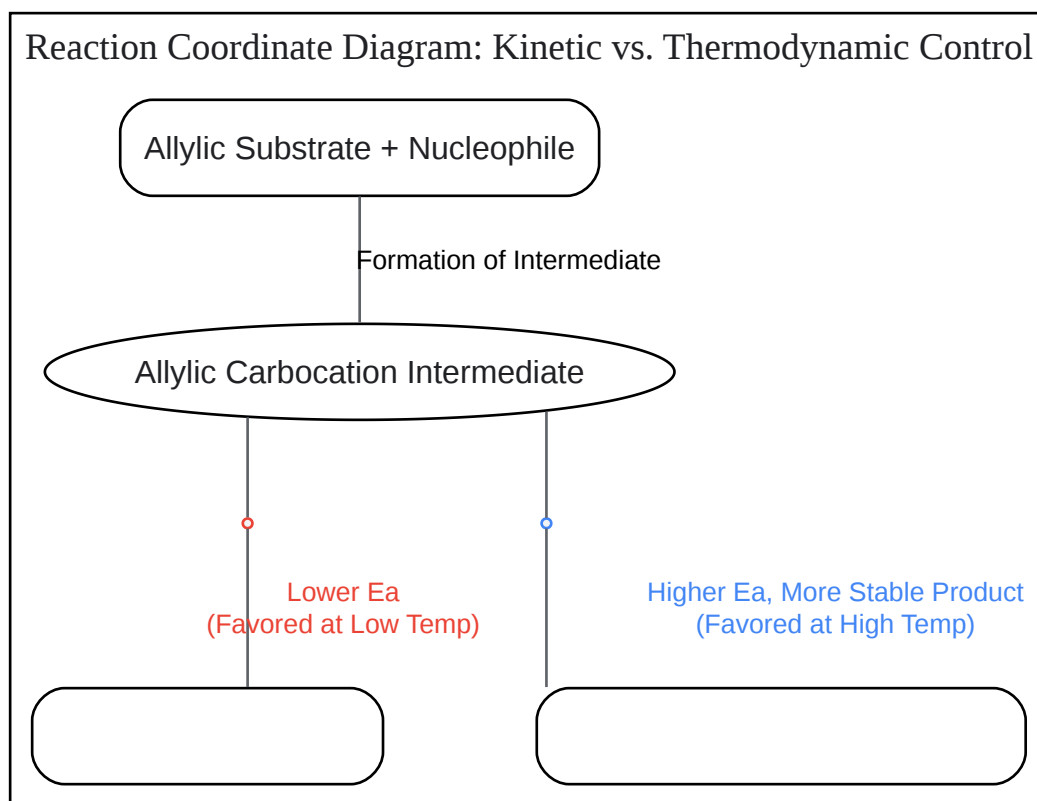 Reaction Coordinate Diagram: Kinetic vs. Thermodynamic Control
Allylic Substrate + Nucleophile
Formation of Intermediate
Allylic Carbocation Intermediate
Lower Ea
(Favored at Low Temp)
Higher Ea, More Stable Product
(Favored at High Temp)